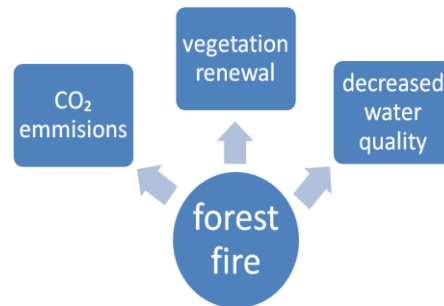 CO₂
emmisions
vegetation
renewal
decreased
water
quality
forest
fire